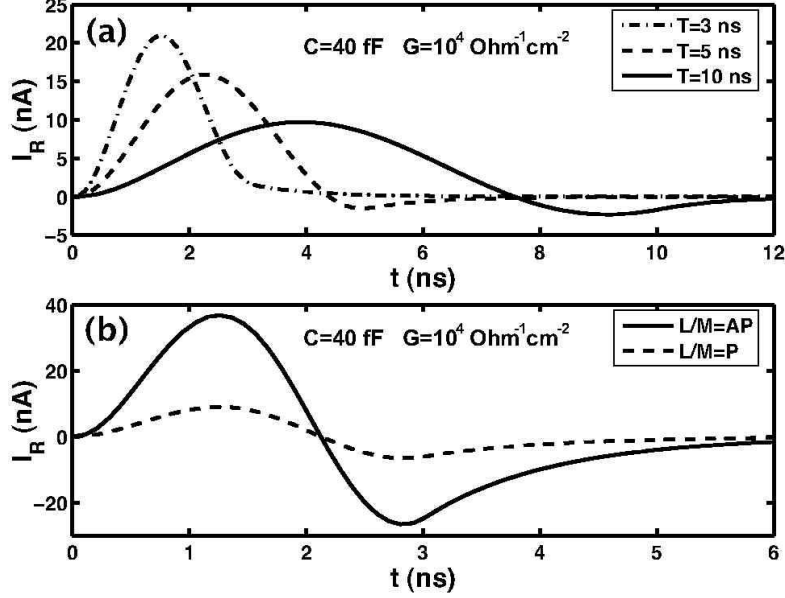 (a)
C=40 fF G=10⁴ Ohm⁻¹cm⁻²
T=3 ns
T=5 ns
T=10 ns
I_R (nA)
25
20
15
10
5
0
−5
0 2 4 6 8 10 12
t (ns)
(b)
C=40 fF G=10⁴ Ohm⁻¹cm⁻²
L/M=AP
L/M=P
I_R (nA)
40
20
0
−20
0 1 2 3 4 5 6
t (ns)